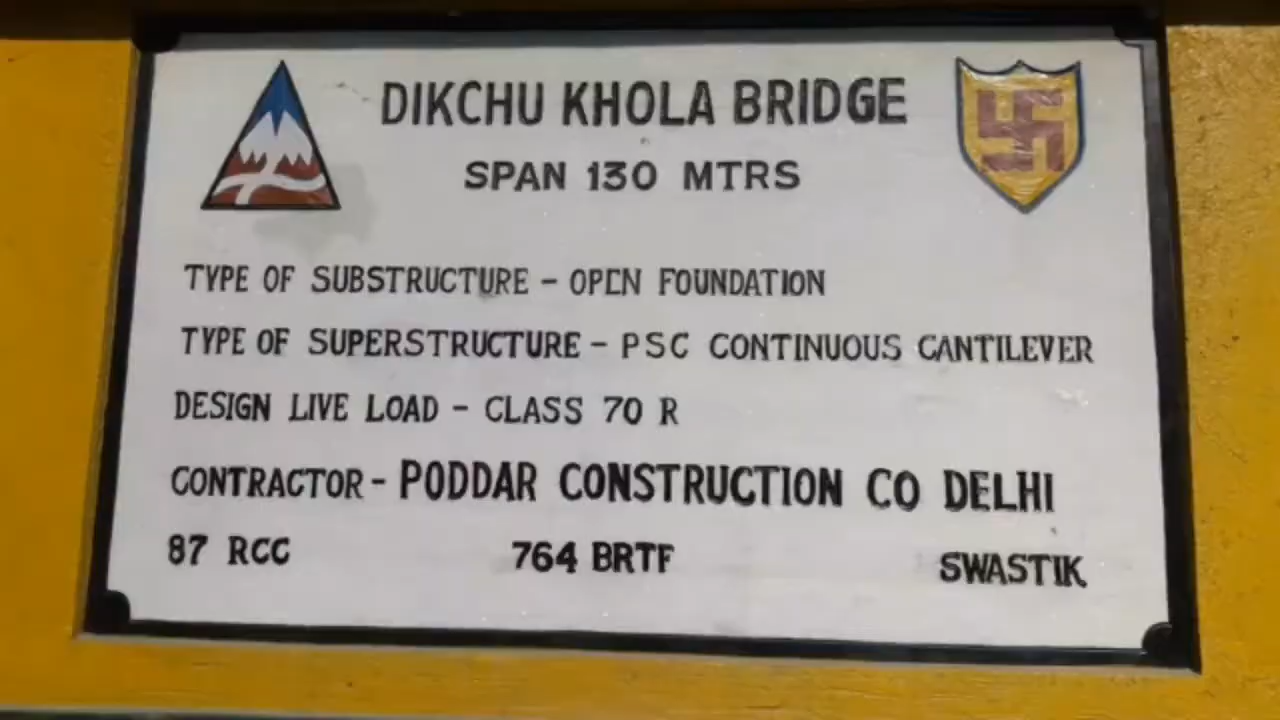 DIKCHU KHOLA BRIDGE
SPAN 130 MTRS
TYPE OF SUBSTRUCTURE - OPEN FOUNDATION
TYPE OF SUPERSTRUCTURE - PSC CONTINUOUS CANTILEVER
DESIGN LIVE LOAD - CLASS 70 R
CONTRACTOR - PODDAR CONSTRUCTION CO DELHI
87 RCC 764 BRTF SWASTIK